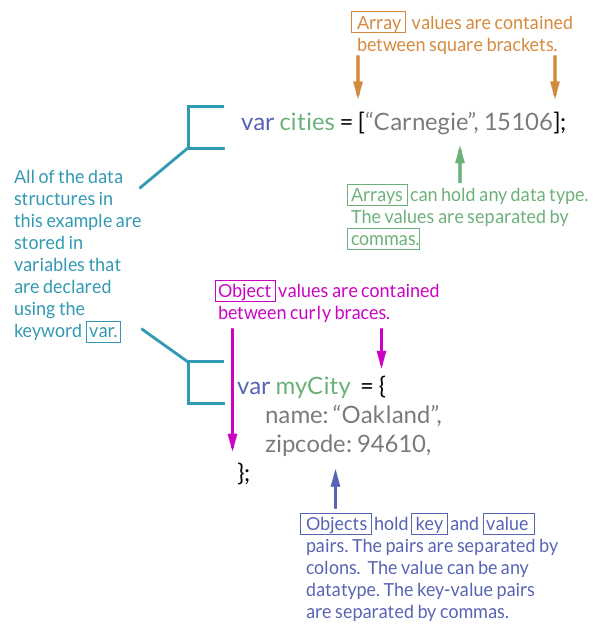 Array values are contained
between square brackets.
var cities = [“Carnegie”, 15106];
All of the data
structures in
this example are
stored in
variables that
are declared
using the
keyword var.
Arrays can hold any data type.
The values are separated by
commas.
Object values are contained
between curly braces.
var myCity = {
name: “Oakland”,
zipcode: 94610,
};
Objects hold key and value
pairs. The pairs are separated by
colons. The value can be any
datatype. The key-value pairs
are separated by commas.